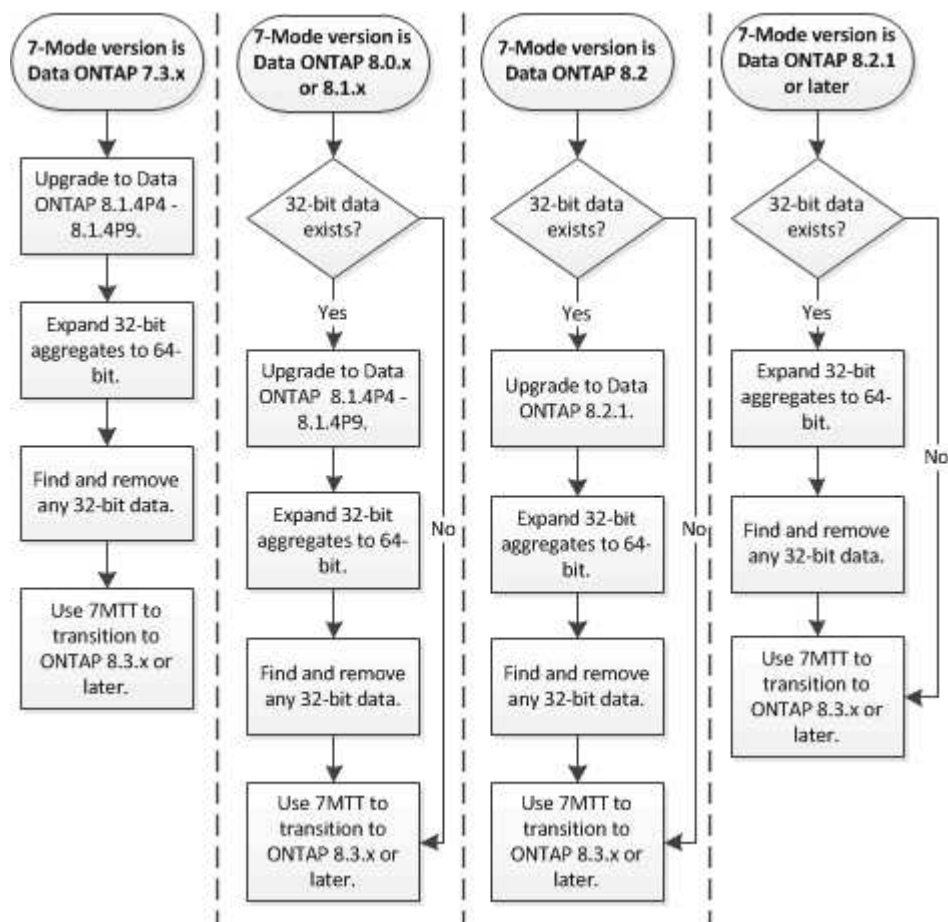 7-Mode version is
Data ONTAP 7.3.x
Upgrade to Data
ONTAP 8.1.4P4 -
8.1.4P9.
Expand 32-bit
aggregates to 64-
bit.
Find and remove
any 32-bit data.
Use 7MTT to
transition to
ONTAP 8.3.x or
later.
7-Mode version is
Data ONTAP 8.0.x
or 8.1.x
32-bit data
exists?
Yes
No
Upgrade to Data
ONTAP 8.1.4P4 -
8.1.4P9.
Expand 32-bit
aggregates to 64-
bit.
Find and remove
any 32-bit data.
Use 7MTT to
transition to
ONTAP 8.3.x or
later.
7-Mode version is
Data ONTAP 8.2
32-bit data
exists?
Yes
No
Upgrade to Data
ONTAP 8.2.1.
Expand 32-bit
aggregates to 64-
bit.
Find and remove
any 32-bit data.
Use 7MTT to
transition to
ONTAP 8.3.x or
later.
7-Mode version is
Data ONTAP 8.2.1
or later
32-bit data
exists?
Yes
No
Expand 32-bit
aggregates to 64-
bit.
Find and remove
any 32-bit data.
Use 7MTT to
transition to
ONTAP 8.3.x or
later.